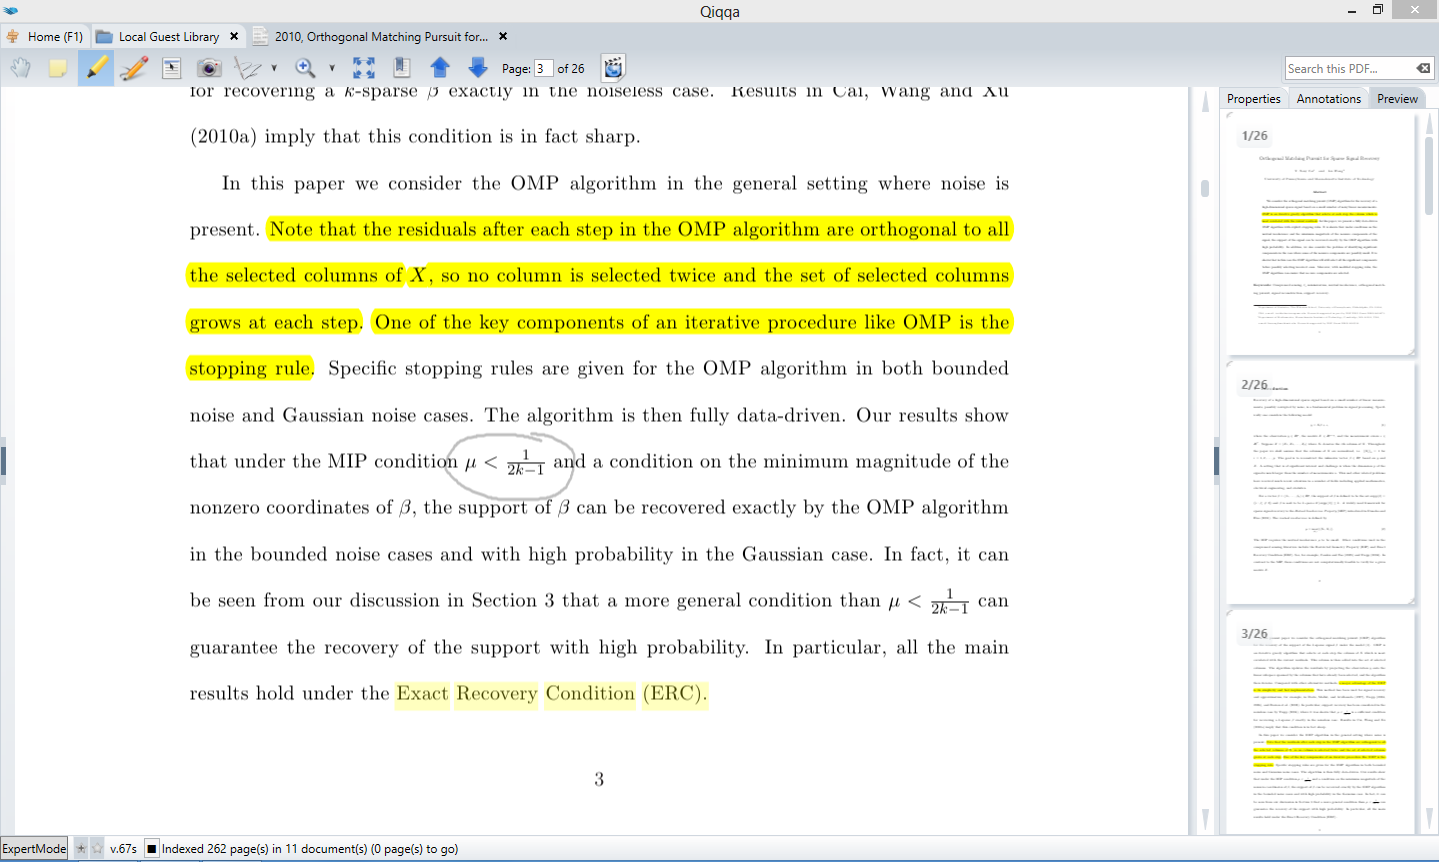 Qiqqa
Home (F1)
Local Guest Library
2010, Orthogonal Matching Pursuit for...
Page: 3 of 26
Search this PDF...
for recovering a k-sparse β exactly in the noiseless case. Results in Cai, Wang and Xu
(2010a) imply that this condition is in fact sharp.
In this paper we consider the OMP algorithm in the general setting where noise is
present. Note that the residuals after each step in the OMP algorithm are orthogonal to all
the selected columns of X, so no column is selected twice and the set of selected columns
grows at each step. One of the key components of an iterative procedure like OMP is the
stopping rule. Specific stopping rules are given for the OMP algorithm in both bounded
noise and Gaussian noise cases. The algorithm is then fully data-driven. Our results show
that under the MIP condition μ < 1/(2k−1) and a condition on the minimum magnitude of the
nonzero coordinates of β, the support of β can be recovered exactly by the OMP algorithm
in the bounded noise cases and with high probability in the Gaussian case. In fact, it can
be seen from our discussion in Section 3 that a more general condition than μ < 1/(2k−1) can
guarantee the recovery of the support with high probability. In particular, all the main
results hold under the Exact Recovery Condition (ERC).
3
Properties
Annotations
Preview
1/26
Orthogonal Matching Pursuit for Sparse Signal Recovery
2/26
3/26
ExpertMode
v.67s
Indexed 262 page(s) in 11 document(s) (0 page(s) to go)